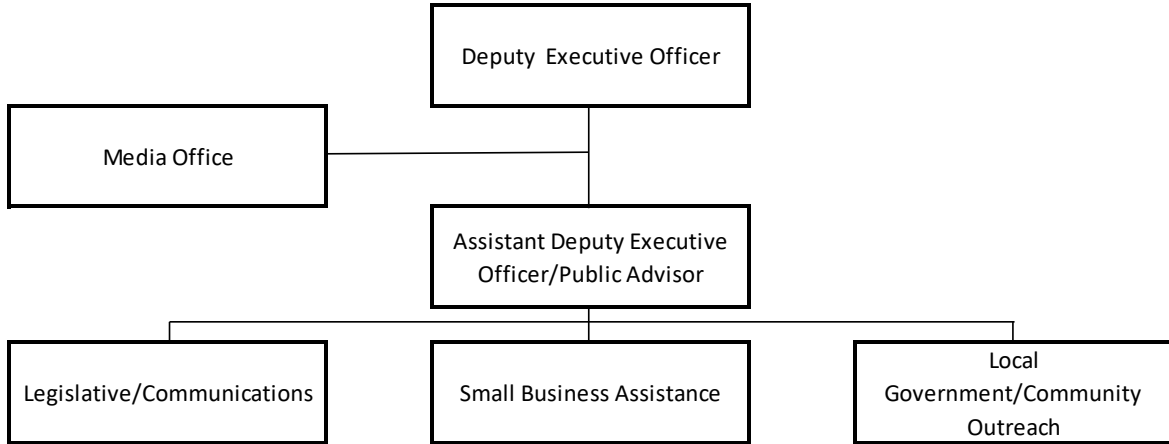 Deputy  Executive Officer
Media Office
Assistant Deputy Executive
Officer/Public Advisor
Legislative/Communications
Small Business Assistance
Local
Government/Community
Outreach